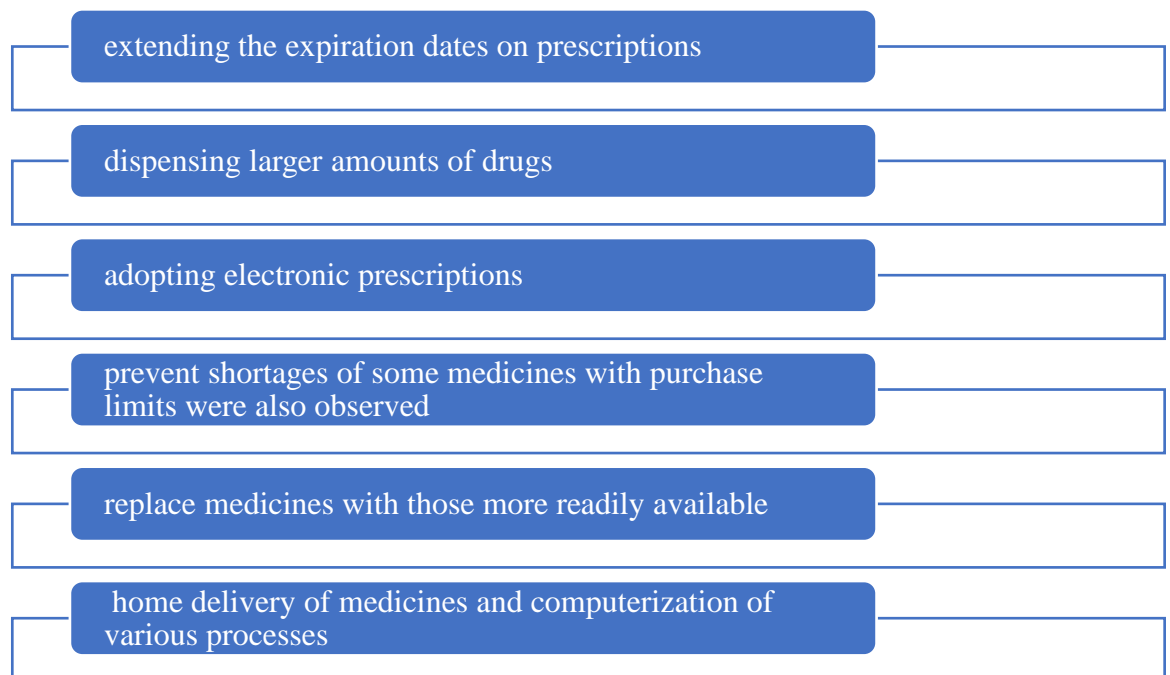 extending the expiration dates on prescriptions
dispensing larger amounts of drugs
adopting electronic prescriptions
prevent shortages of some medicines with purchase
limits were also observed
replace medicines with those more readily available
home delivery of medicines and computerization of
various processes